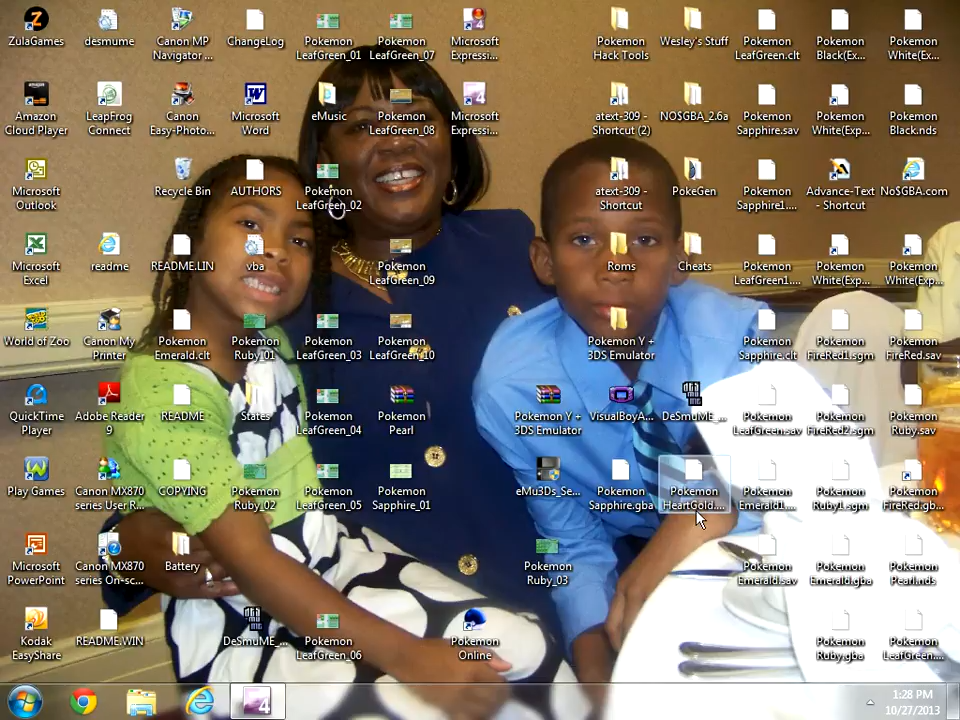 ZulaGames
desmume
Canon MP
Navigator ...
ChangeLog
Pokemon
LeafGreen_01
Pokemon
LeafGreen_07
Microsoft
Expressi...
Pokemon
Hack Tools
Wesley's Stuff
Pokemon
LeafGreen.clt
Pokemon
Black(Ex...
Pokemon
White(Ex...
Amazon
Cloud Player
LeapFrog
Connect
Canon
Easy-Photo...
Microsoft
Word
eMusic
Pokemon
LeafGreen_08
Microsoft
Expressi...
atext-309 -
Shortcut (2)
NO$GBA_2.6a
Pokemon
Sapphire.sav
Pokemon
White(Exp...
Pokemon
Black.nds
Microsoft
Outlook
Recycle Bin
AUTHORS
Pokemon
LeafGreen_02
atext-309 -
Shortcut
PokeGen
Pokemon
Sapphire1....
Advance-Text
- Shortcut
No$GBA.com
Microsoft
Excel
readme
README.LIN
vba
Pokemon
LeafGreen_09
Roms
Cheats
Pokemon
LeafGreen1....
Pokemon
White(Exp...
Pokemon
White(Ex...
World of Zoo
Canon My
Printer
Pokemon
Emerald.clt
Pokemon
Ruby_01
Pokemon
LeafGreen_03
Pokemon
LeafGreen_10
Pokemon Y +
3DS Emulator
Pokemon
Sapphire.clt
Pokemon
FireRed1.sgm
Pokemon
FireRed.sav
QuickTime
Player
Adobe Reader
9
README
States
Pokemon
LeafGreen_04
Pokemon
Pearl
Pokemon Y +
3DS Emulator
VisualBoyA...
DeSmuME_...
Pokemon
LeafGreen.sav
Pokemon
FireRed2.sgm
Pokemon
Ruby.sav
Play Games
Canon MX870
series User R...
COPYING
Pokemon
Ruby_02
Pokemon
LeafGreen_05
Pokemon
Sapphire_01
eMu3Ds_Se...
Pokemon
Sapphire.gba
Pokemon
HeartGold....
Pokemon
Emerald1....
Pokemon
Ruby1.sgm
Pokemon
FireRed.gb...
Microsoft
PowerPoint
Canon MX870
series On-sc...
Battery
Pokemon
Ruby_03
Pokemon
Emerald.sav
Pokemon
Emerald.gba
Pokemon
Pearl.nds
Kodak
EasyShare
README.WIN
DeSmuME_...
Pokemon
LeafGreen_06
Pokemon
Online
Pokemon
Ruby.gba
Pokemon
LeafGreen....
1:28 PM
10/27/2013